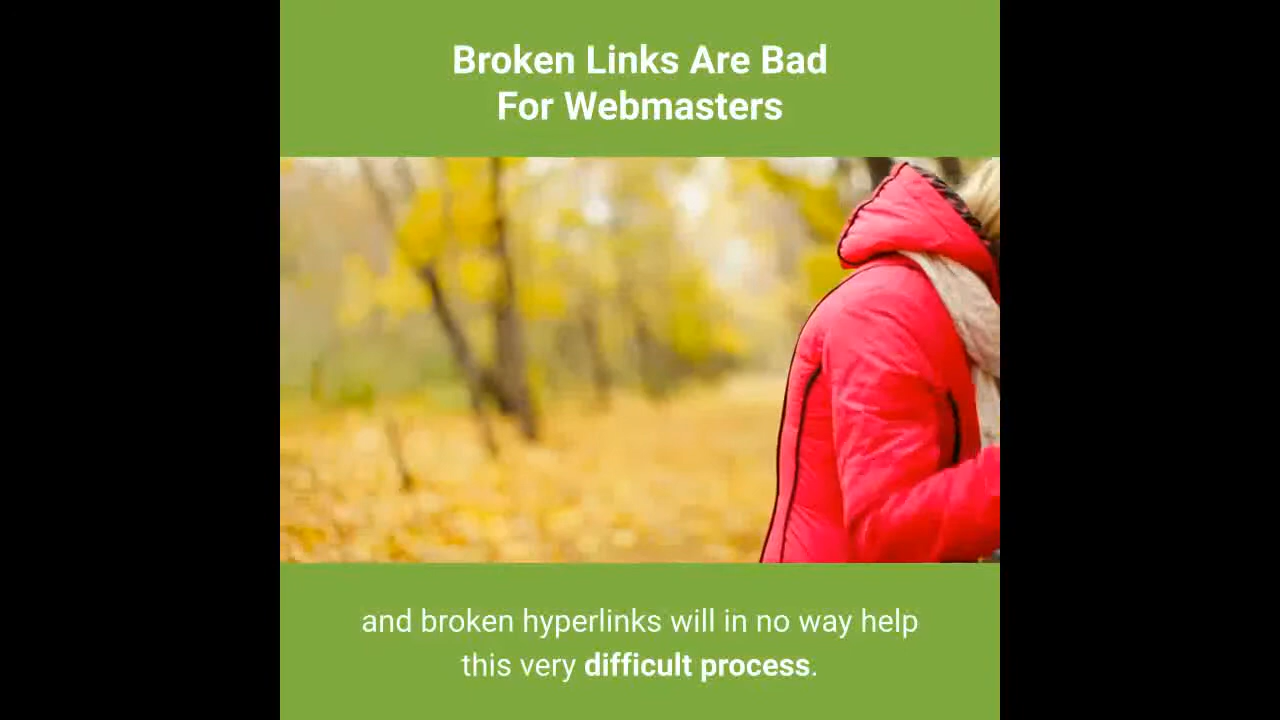 Broken Links Are Bad
For Webmasters
and broken hyperlinks will in no way help
this very difficult process.